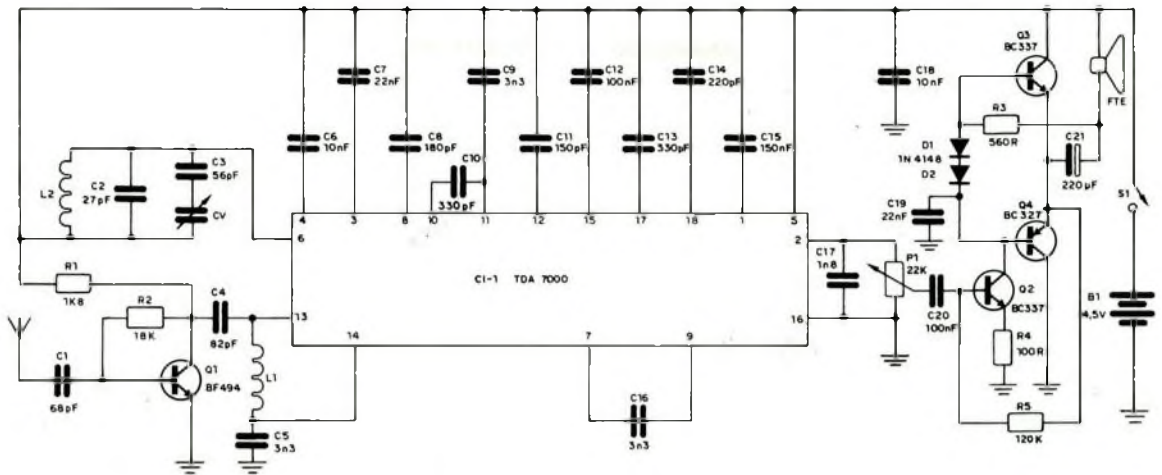 C7
22nF
C9
3n3
C12
100nF
C14
220pF
C18
10nF
Q3
BC337
FTE
C6
10nF
C8
180pF
C10
330pF
C11
150pF
C13
330pF
C15
150nF
D1
1N 4148
D2
R3
560R
C21
220µF
S1
L2
C2
27pF
C3
56pF
CV
4
3
8
10
11
12
15
17
18
1
5
C19
22nF
Q4
BC327
6
2
CI-1 TDA 7000
C17
1n8
P1
22K
R1
1K8
R2
18K
C4
82pF
13
14
7
9
16
C20
100nF
Q2
BC337
B1
4,5V
R4
100R
C1
68pF
Q1
BF494
L1
C5
3n3
C16
3n3
R5
120K